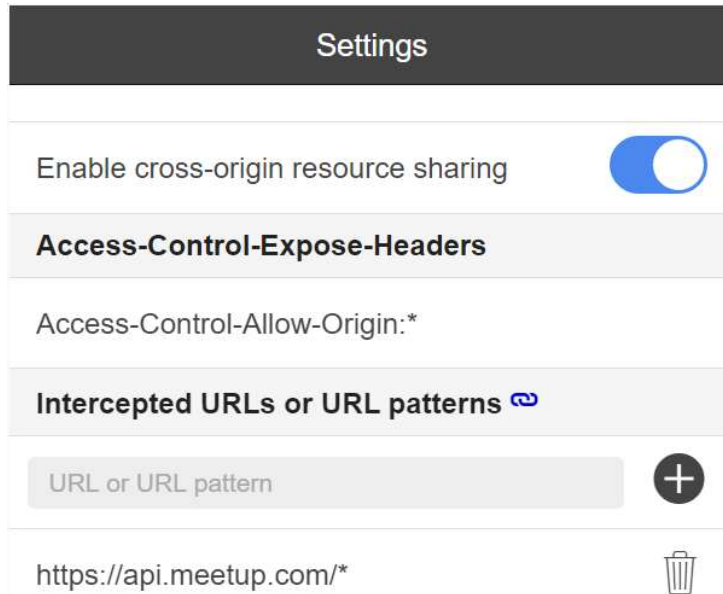 Settings
Enable cross-origin resource sharing
Access-Control-Expose-Headers
Access-Control-Allow-Origin:*
Intercepted URLs or URL patterns
URL or URL pattern
https://api.meetup.com/*